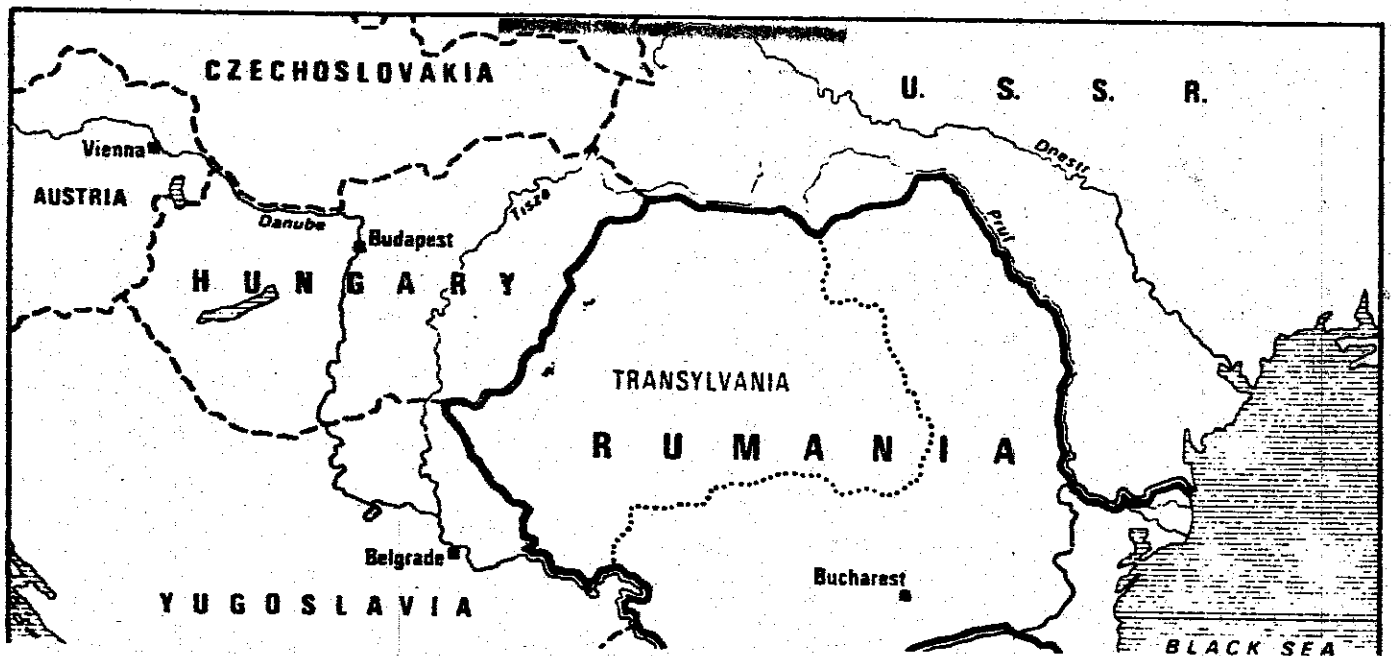 CZECHOSLOVAKIA
U. S. S. R.
Vienna
Dnestr
AUSTRIA
Tisza
Danube
Prut
Budapest
HUNGARY
TRANSYLVANIA
RUMANIA
Belgrade
Bucharest
YUGOSLAVIA
BLACK SEA